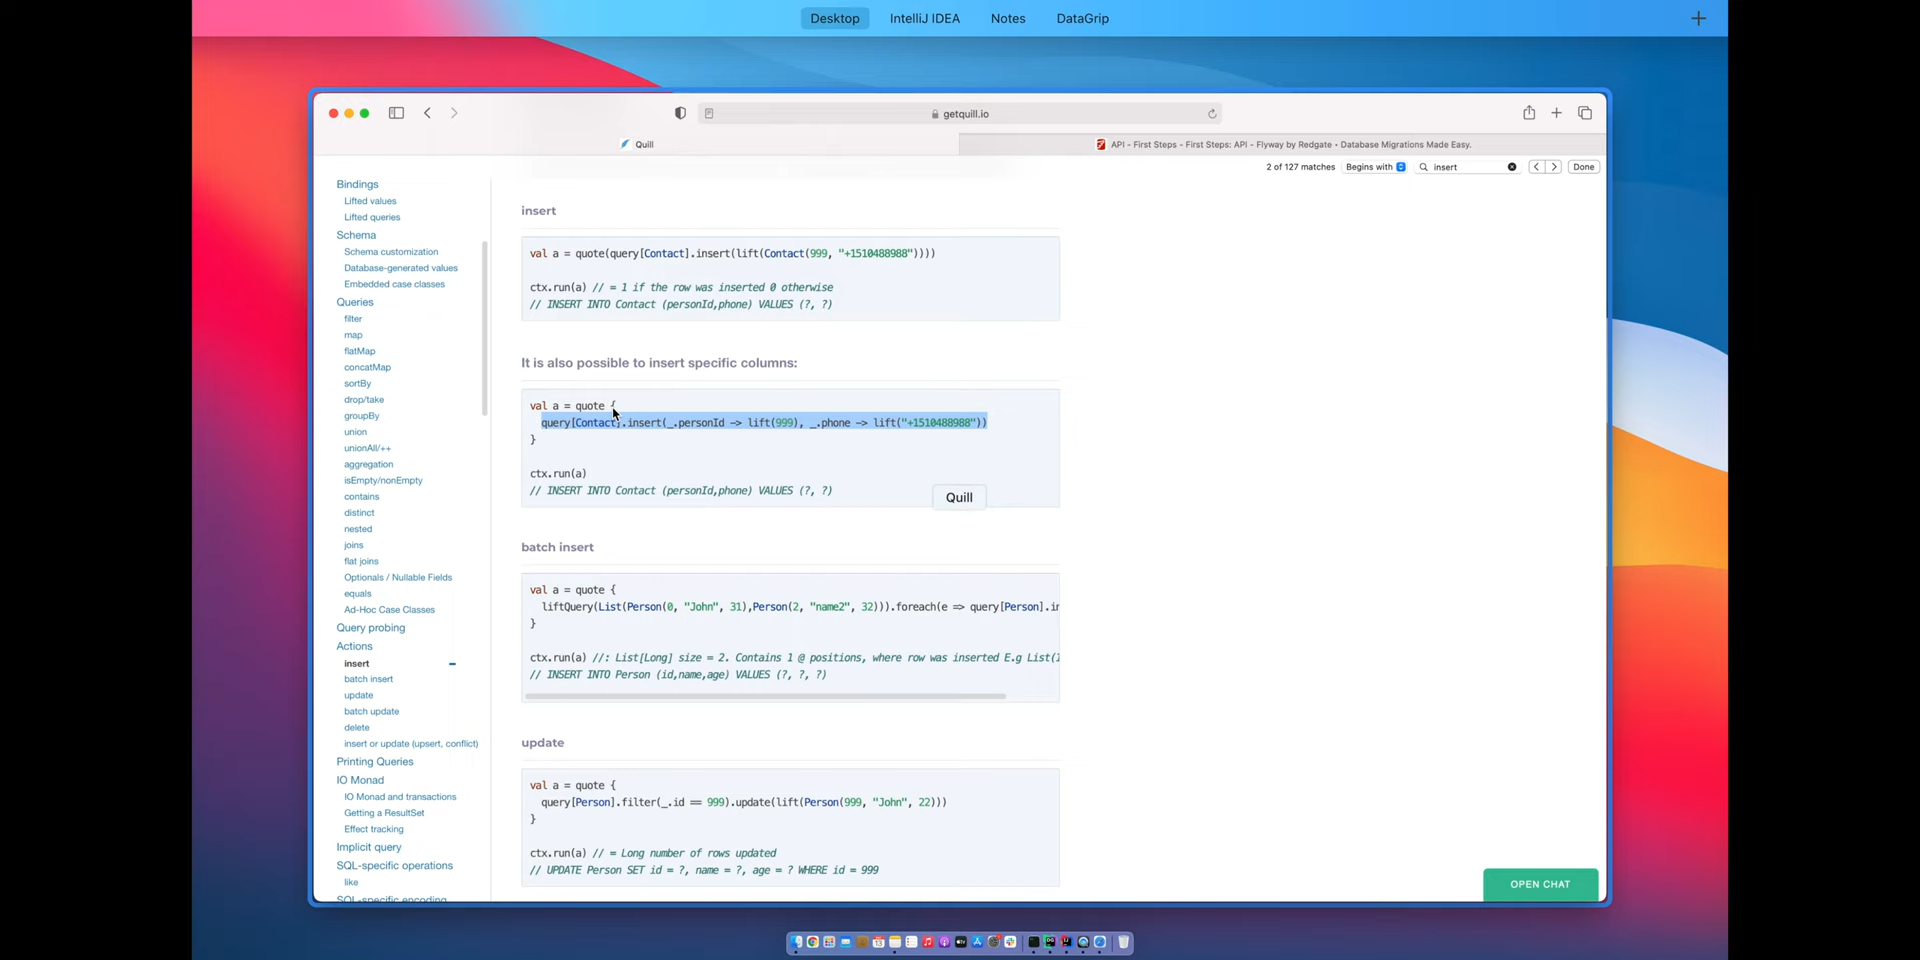 Desktop
IntelliJ IDEA
Notes
DataGrip
getquill.io
Quill
API - First Steps - First Steps: API - Flyway by Redgate • Database Migrations Made Easy.
2 of 127 matches
Begins with
insert
Done
Bindings
Lifted values
Lifted queries
Schema
Schema customization
Database-generated values
Embedded case classes
Queries
filter
map
flatMap
concatMap
sortBy
drop/take
groupBy
union
unionAll/++
aggregation
isEmpty/nonEmpty
contains
distinct
nested
joins
flat joins
Optionals / Nullable Fields
equals
Ad-Hoc Case Classes
Query probing
Actions
insert
batch insert
update
batch update
delete
insert or update (upsert, conflict)
Printing Queries
IO Monad
IO Monad and transactions
Getting a ResultSet
Effect tracking
Implicit query
SQL-specific operations
like
SQL-specific encoding
insert
val a = quote(query[Contact].insert(lift(Contact(999, "+1510488988"))))
ctx.run(a) // = 1 if the row was inserted 0 otherwise
// INSERT INTO Contact (personId,phone) VALUES (?, ?)
It is also possible to insert specific columns:
val a = quote {
query[Contact].insert(_.personId -> lift(999), _.phone -> lift("+1510488988"))
}
ctx.run(a)
// INSERT INTO Contact (personId,phone) VALUES (?, ?)
Quill
batch insert
val a = quote {
liftQuery(List(Person(0, "John", 31),Person(2, "name2", 32))).foreach(e => query[Person].in
}
ctx.run(a) //: List[Long] size = 2. Contains 1 @ positions, where row was inserted E.g List(1
// INSERT INTO Person (id,name,age) VALUES (?, ?, ?)
update
val a = quote {
query[Person].filter(_.id == 999).update(lift(Person(999, "John", 22)))
}
ctx.run(a) // = Long number of rows updated
// UPDATE Person SET id = ?, name = ?, age = ? WHERE id = 999
OPEN CHAT